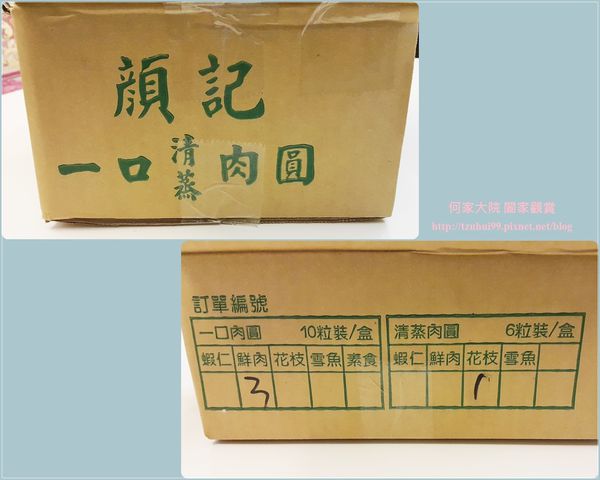 顏記
一口清蒸肉圓
何家大院 闔家觀賞
http://tzuhui99.pixnet.net/blog
訂單編號
一口肉圓 10粒裝/盒
蝦仁 鮮肉 花枝 雪魚 素食
3
清蒸肉圓 6粒裝/盒
蝦仁 鮮肉 花枝 雪魚
1